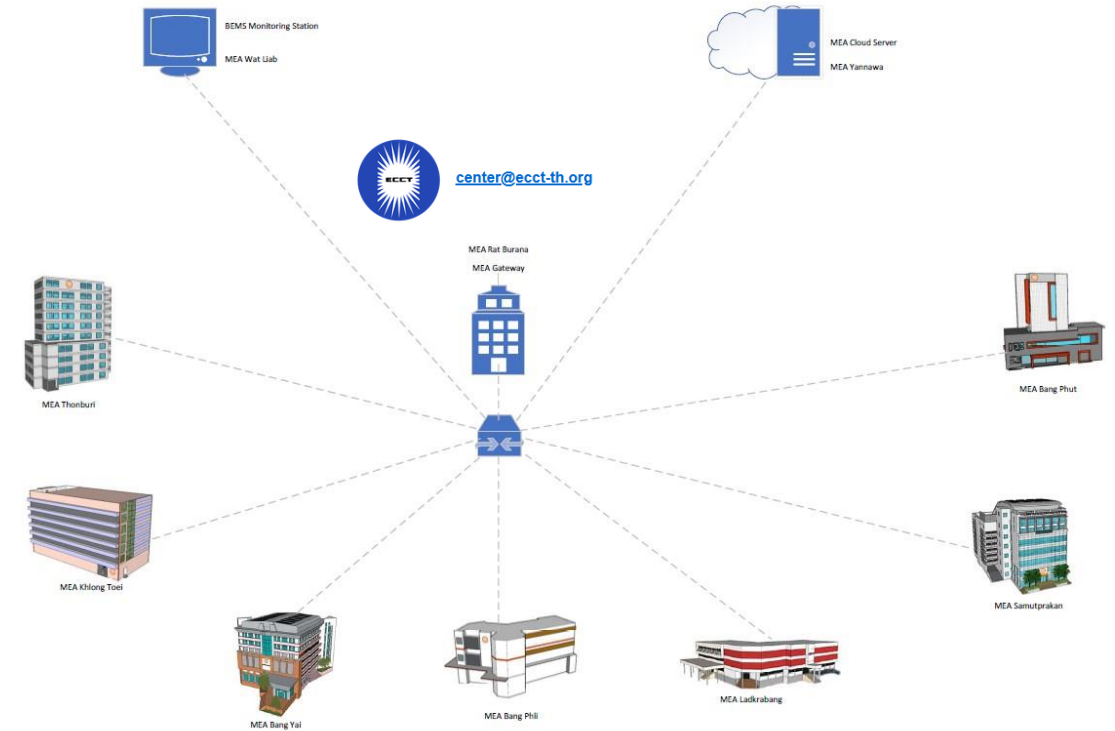 BEMS Monitoring Station
MEA Wat Liab
MEA Cloud Server
MEA Yannawa
ECCT
center@ecct-th.org
MEA Rat Burana
MEA Gateway
MEA Thonburi
MEA Bang Phut
MEA Khlong Toei
MEA Samutprakan
MEA Bang Yai
MEA Bang Phli
MEA Ladkrabang